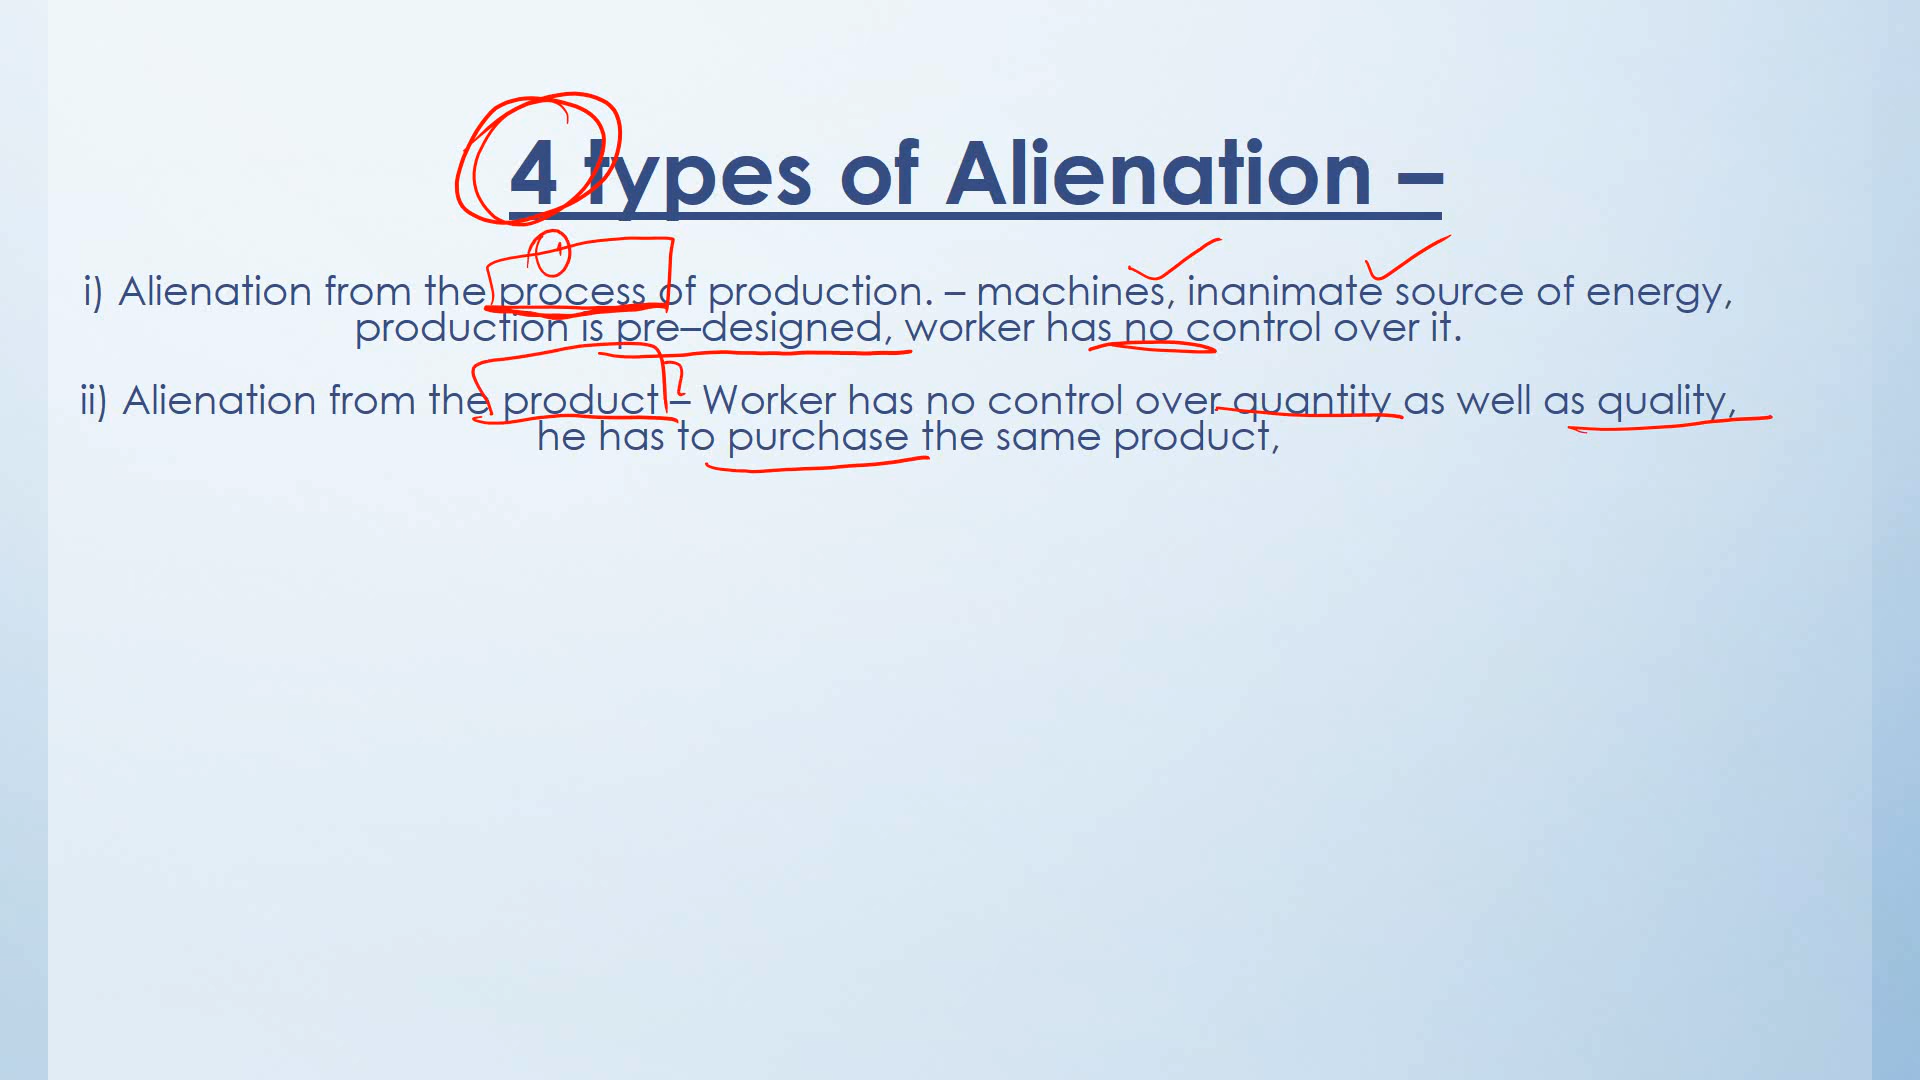 4 types of Alienation –
i) Alienation from the process of production. – machines, inanimate source of energy,
production is pre–designed, worker has no control over it.
ii) Alienation from the product – Worker has no control over quantity as well as quality,
he has to purchase the same product,